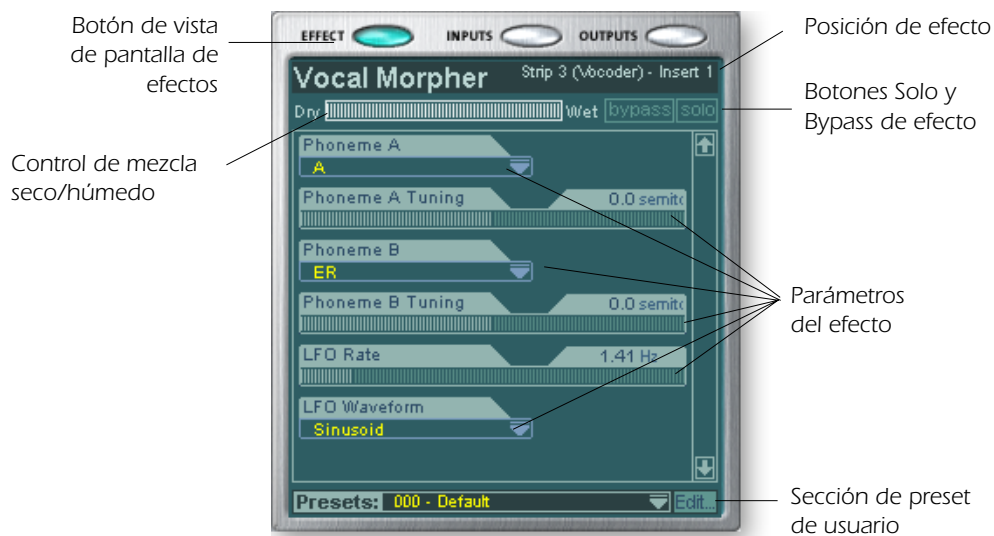 Botón de vista
de pantalla de
efectos
EFFECT INPUTS OUTPUTS
Posición de efecto
Vocal Morpher Strip 3 (Vocoder) - Insert 1
Dry Wet bypass solo
Botones Solo y
Bypass de efecto
Control de mezcla
seco/húmedo
Phoneme A
A
Phoneme A Tuning 0.0 semito
Phoneme B
ER
Phoneme B Tuning 0.0 semito
Parámetros
del efecto
LFO Rate 1.41 Hz
LFO Waveform
Sinusoid
Presets: 000 - Default Edit...
Sección de preset
de usuario